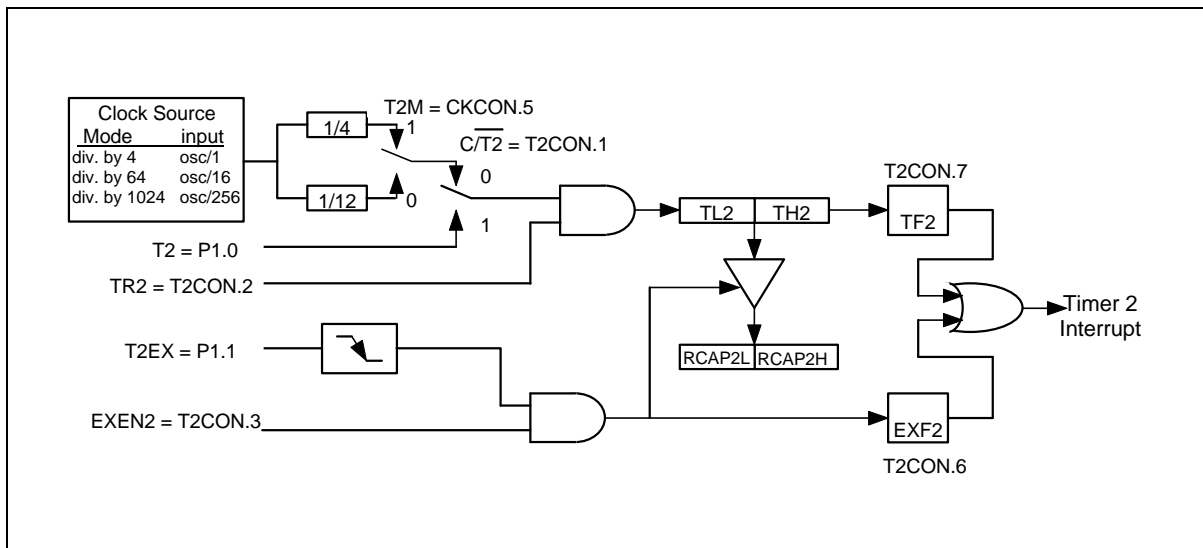 Clock Source
Mode input
div. by 4 osc/1
div. by 64 osc/16
div. by 1024 osc/256
1/4
1/12
T2M = CKCON.5
1
0
C/T2 = T2CON.1
0
1
T2 = P1.0
TR2 = T2CON.2
TL2 TH2
T2CON.7
TF2
Timer 2
Interrupt
T2EX = P1.1
RCAP2L RCAP2H
EXEN2 = T2CON.3
EXF2
T2CON.6